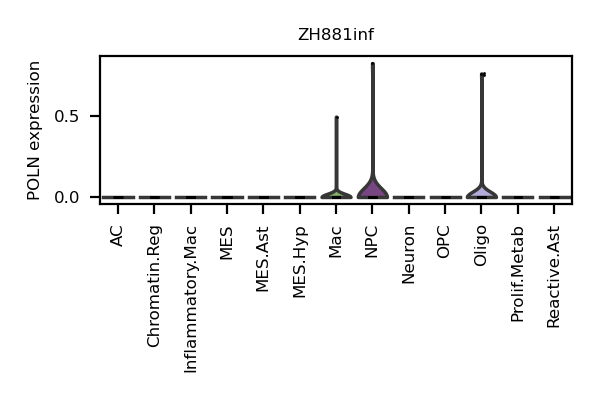 ZH881inf
POLN expression
0.5
0.0
AC
Chromatin.Reg
Inflammatory.Mac
MES
MES.Ast
MES.Hyp
Mac
NPC
Neuron
OPC
Oligo
Prolif.Metab
Reactive.Ast